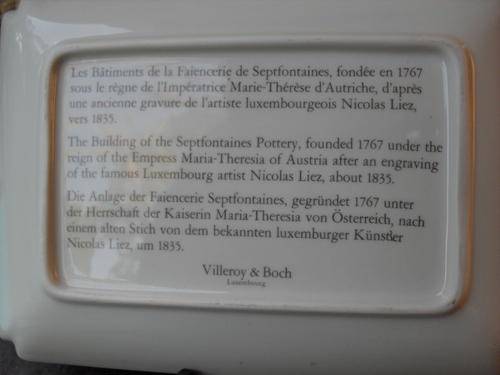 Les Bâtiments de la Faïencerie de Septfontaines, fondée en 1767
sous le règne de l'Impératrice Marie-Thérèse d'Autriche, d'après
une ancienne gravure de l'artiste luxembourgeois Nicolas Liez,
vers 1835.
The Building of the Septfontaines Pottery, founded 1767 under the
reign of the Empress Maria-Theresia of Austria after an engraving
of the famous Luxembourg artist Nicolas Liez, about 1835.
Die Anlage der Faiencerie Septfontaines, gegründet 1767 unter
der Herrschaft der Kaiserin Maria-Theresia von Österreich, nach
einem alten Stich von dem bekannten luxemburger Künstler
Nicolas Liez, um 1835.
Villeroy & Boch
Luxembourg